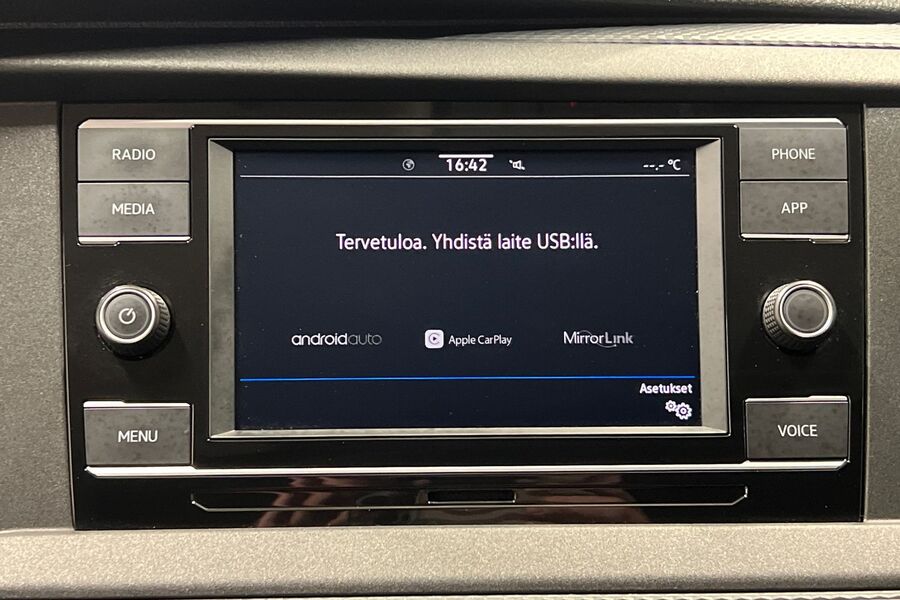 RADIO
MEDIA
MENU
16:42
--,- °C
Tervetuloa. Yhdistä laite USB:llä.
androidauto
Apple CarPlay
MirrorLink
Asetukset
PHONE
APP
VOICE